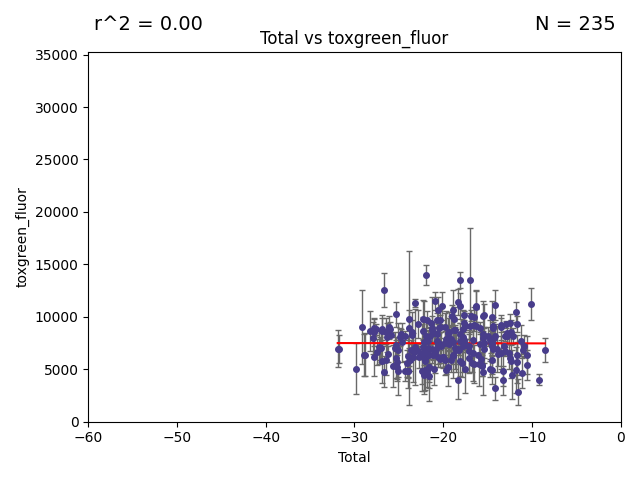 r^2 = 0.00
N = 235
Total vs toxgreen_fluor
35000
30000
25000
20000
15000
10000
5000
0
toxgreen_fluor
−60 −50 −40 −30 −20 −10 0
Total